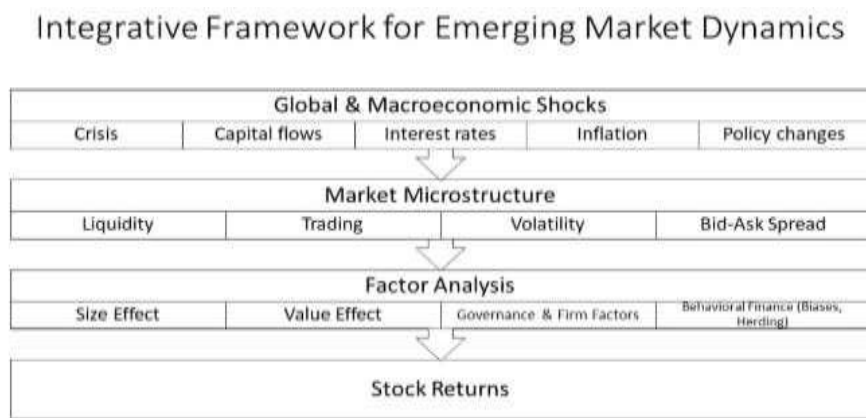 Integrative Framework for Emerging Market Dynamics
Global & Macroeconomic Shocks
Crisis
Capital flows
Interest rates
Inflation
Policy changes
Market Microstructure
Liquidity
Trading
Volatility
Bid-Ask Spread
Factor Analysis
Size Effect
Value Effect
Governance & Firm Factors
Behavioral Finance (Biases,
Herding)
Stock Returns